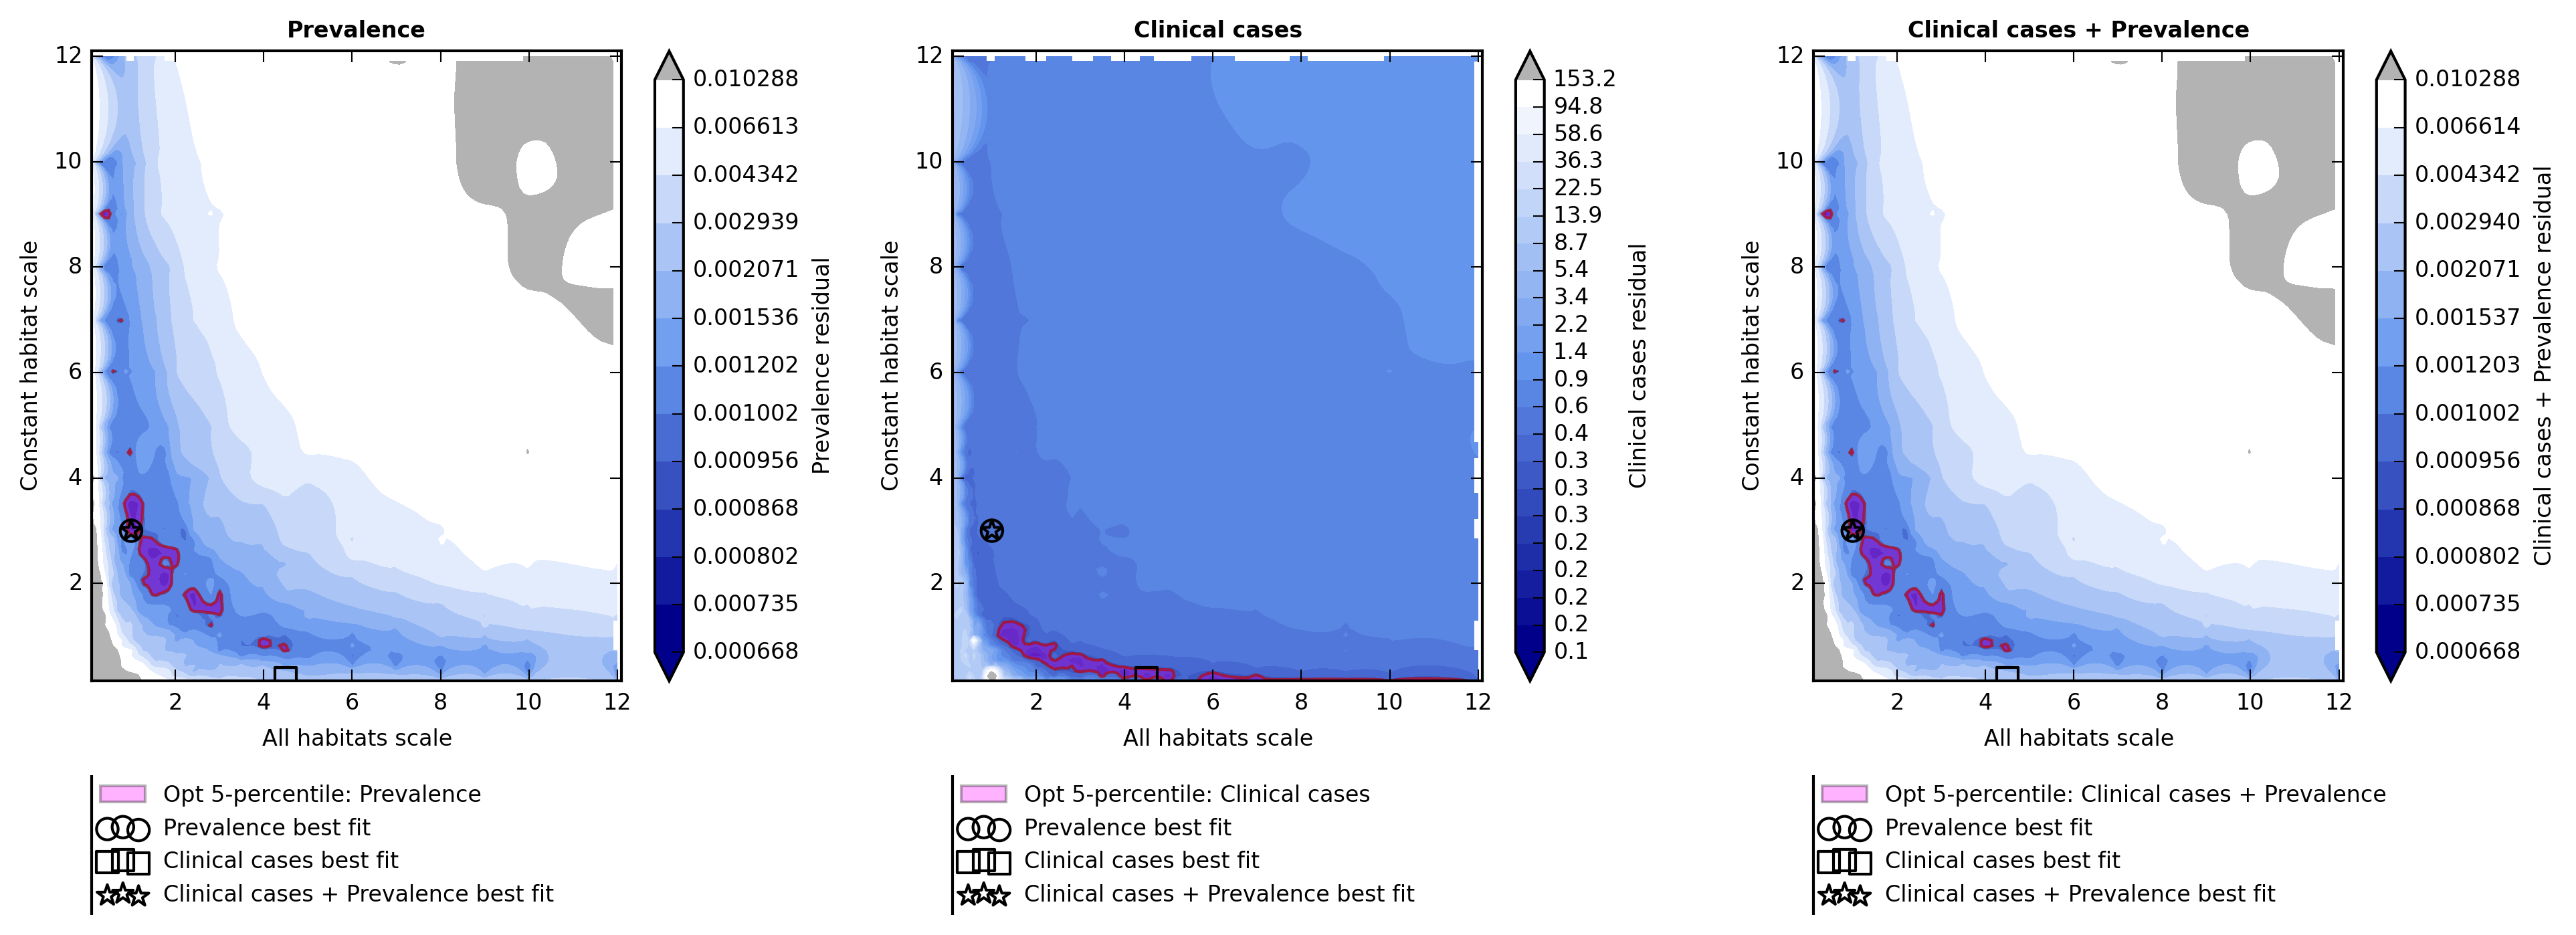 Prevalence
Constant habitat scale
12
10
8
6
4
2
2 4 6 8 10 12
All habitats scale
0.010288
0.006613
0.004342
0.002939
0.002071
0.001536
0.001202
0.001002
0.000956
0.000868
0.000802
0.000735
0.000668
Prevalence residual
Opt 5-percentile: Prevalence
Prevalence best fit
Clinical cases best fit
Clinical cases + Prevalence best fit
Clinical cases
Constant habitat scale
12
10
8
6
4
2
2 4 6 8 10 12
All habitats scale
153.2
94.8
58.6
36.3
22.5
13.9
8.7
5.4
3.4
2.2
1.4
0.9
0.6
0.4
0.3
0.3
0.3
0.2
0.2
0.2
0.2
0.1
Clinical cases residual
Opt 5-percentile: Clinical cases
Prevalence best fit
Clinical cases best fit
Clinical cases + Prevalence best fit
Clinical cases + Prevalence
Constant habitat scale
12
10
8
6
4
2
2 4 6 8 10 12
All habitats scale
0.010288
0.006614
0.004342
0.002940
0.002071
0.001537
0.001203
0.001002
0.000956
0.000868
0.000802
0.000735
0.000668
Clinical cases + Prevalence residual
Opt 5-percentile: Clinical cases + Prevalence
Prevalence best fit
Clinical cases best fit
Clinical cases + Prevalence best fit